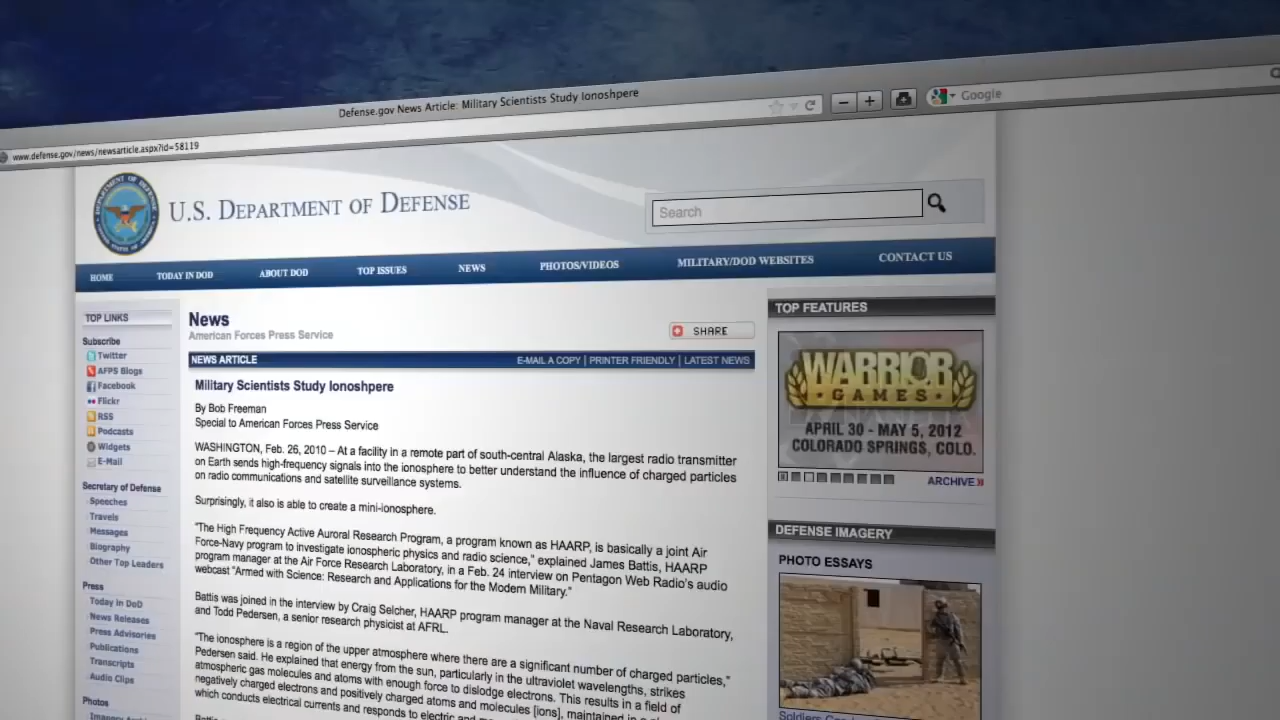 Defense.gov News Article: Military Scientists Study Ionoshpere
Google
www.defense.gov/news/newsarticle.aspx?id=58119
U.S. DEPARTMENT OF DEFENSE
Search
HOME
TODAY IN DOD
ABOUT DOD
TOP ISSUES
NEWS
PHOTOS/VIDEOS
MILITARY/DOD WEBSITES
CONTACT US
TOP LINKS
Subscribe
Twitter
AFPS Blogs
Facebook
Flickr
RSS
Podcasts
Widgets
E-Mail
Secretary of Defense
Speeches
Travels
Messages
Biography
Other Top Leaders
Press
Today in DoD
News Releases
Press Advisories
Publications
Transcripts
Audio Clips
Photos
News
American Forces Press Service
SHARE
NEWS ARTICLE
E-MAIL A COPY | PRINTER FRIENDLY | LATEST NEWS
Military Scientists Study Ionoshpere
By Bob Freeman
Special to American Forces Press Service
WASHINGTON, Feb. 26, 2010 – At a facility in a remote part of south-central Alaska, the largest radio transmitter
on Earth sends high-frequency signals into the ionosphere to better understand the influence of charged particles
on radio communications and satellite surveillance systems.
Surprisingly, it also is able to create a mini-ionosphere.
"The High Frequency Active Auroral Research Program, a program known as HAARP, is basically a joint Air
Force-Navy program to investigate ionospheric physics and radio science," explained James Battis, HAARP
program manager at the Air Force Research Laboratory, in a Feb. 24 interview on Pentagon Web Radio's audio
webcast "Armed with Science: Research and Applications for the Modern Military."
Battis was joined in the interview by Craig Selcher, HAARP program manager at the Naval Research Laboratory,
and Todd Pedersen, a senior research physicist at AFRL.
"The ionosphere is a region of the upper atmosphere where there are a significant number of charged particles,"
Pedersen said. He explained that energy from the sun, particularly in the ultraviolet wavelengths, strikes
atmospheric gas molecules and atoms with enough force to dislodge electrons. This results in a field of
negatively charged electrons and positively charged atoms and molecules [ions], maintained in a
which conducts electrical currents and responds to electric and
TOP FEATURES
WARRIOR
GAMES
APRIL 30 - MAY 5, 2012
COLORADO SPRINGS, COLO.
ARCHIVE
DEFENSE IMAGERY
PHOTO ESSAYS